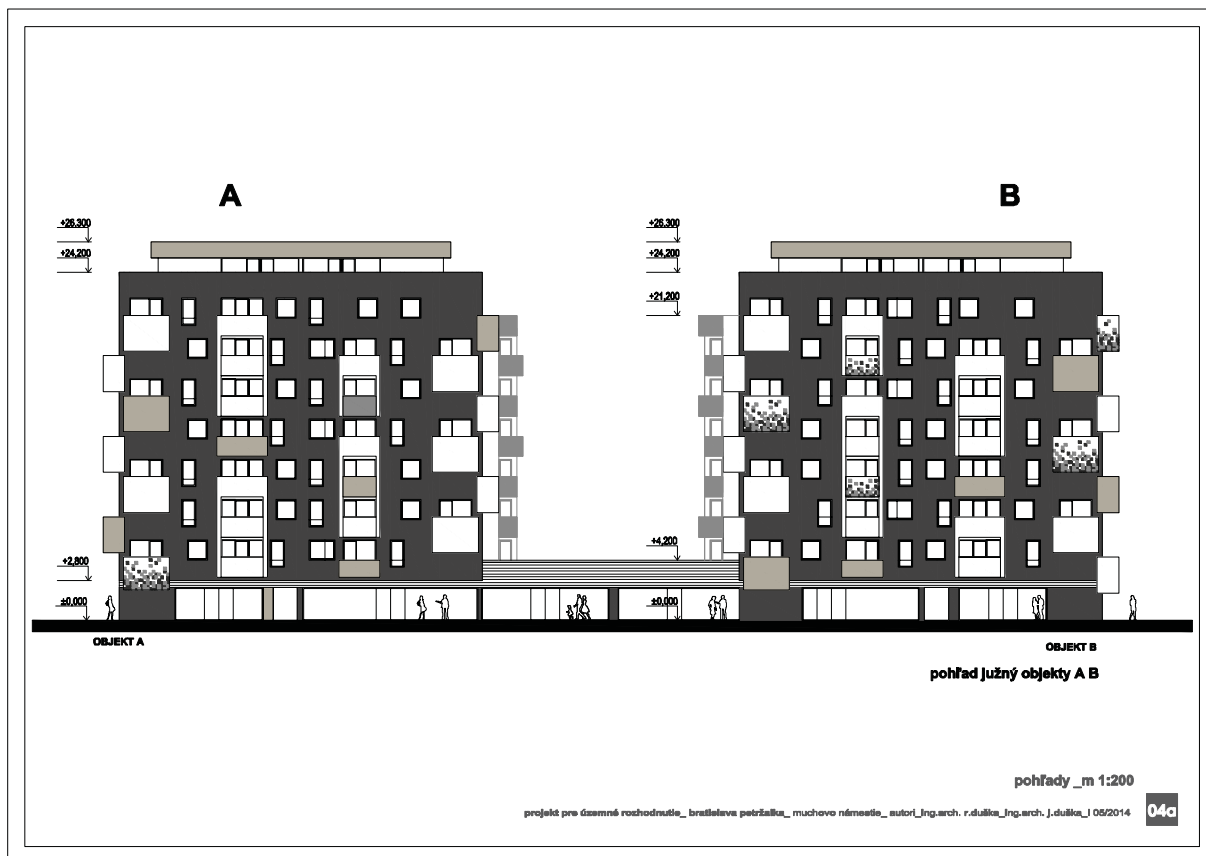 A
B
+26,300
+26,300
+24,200
+24,200
+21,200
+4,200
+2,800
±0,000
±0,000
OBJEKT A
OBJEKT B
pohľad južný objekty A B
pohľady _m 1:200
projekt pre územné rozhodnutie_ bratislava petržalka_ muchovo námestie_ autori_ing.arch. r.duška_ing.arch. j.duška_I 05/2014
04a